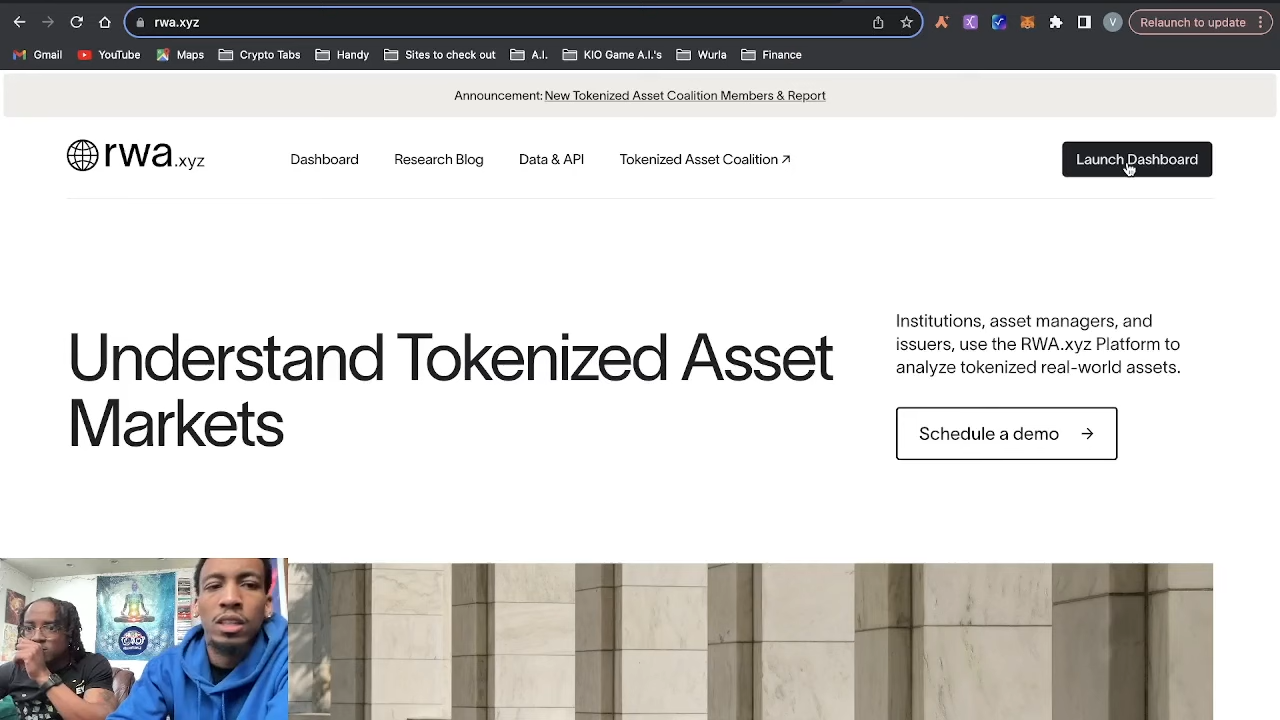 rwa.xyz
Relaunch to update
V
Gmail
YouTube
Maps
Crypto Tabs
Handy
Sites to check out
A.I.
KIO Game A.I.'s
Wurla
Finance
Announcement: New Tokenized Asset Coalition Members & Report
rwa.xyz
Dashboard
Research Blog
Data & API
Tokenized Asset Coalition ↗
Launch Dashboard
Understand Tokenized Asset
Markets
Institutions, asset managers, and
issuers, use the RWA.xyz Platform to
analyze tokenized real-world assets.
Schedule a demo →